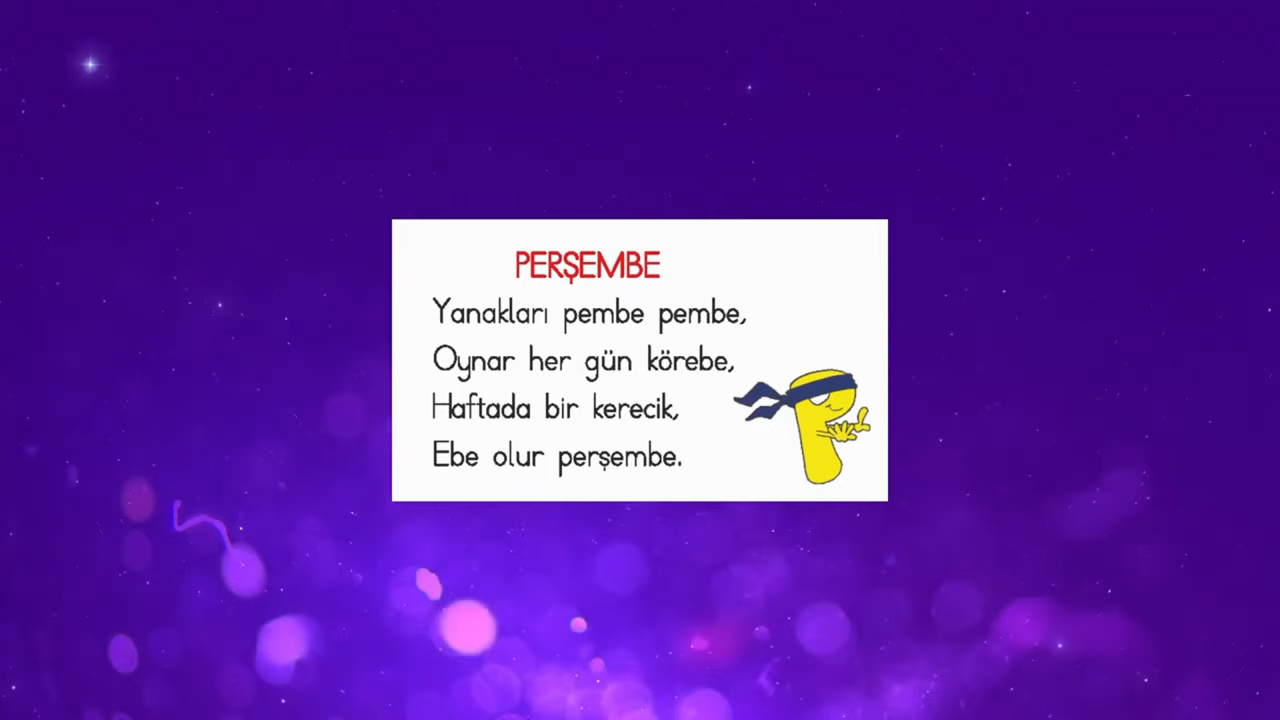 PERŞEMBE
Yanakları pembe pembe,
Oynar her gün körebe,
Haftada bir kerecik,
Ebe olur perşembe.